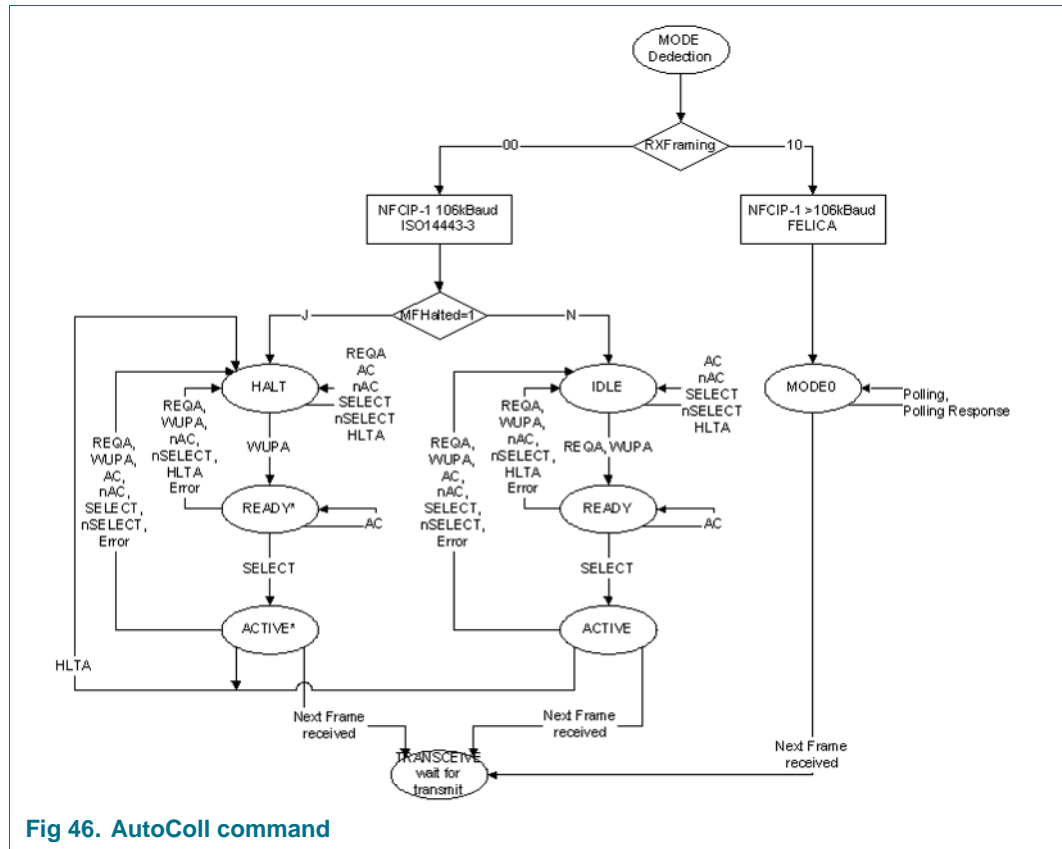 MODE
Dedection
00
RXFraming
10
NFCIP-1 106kBaud
ISO14443-3
NFCIP-1 >106kBaud
FELICA
J
MFHalted=1
N
HALT
REQA
AC
nAC
SELECT
nSELECT
HLTA
IDLE
AC
nAC
SELECT
nSELECT
HLTA
MODE0
Polling,
Polling Response
REQA,
WUPA,
AC,
nAC,
SELECT,
nSELECT,
Error
REQA,
WUPA,
nAC,
nSELECT,
HLTA
Error
WUPA
REQA,
WUPA,
AC,
nAC,
SELECT,
nSELECT,
Error
REQA,
WUPA,
nAC,
nSELECT,
HLTA
Error
REQA, WUPA
READY*
AC
READY
AC
SELECT
SELECT
ACTIVE*
ACTIVE
HLTA
Next Frame
received
Next Frame
received
Next Frame
received
TRANSCEIVE
wait for
transmit
Fig 46. AutoColl command